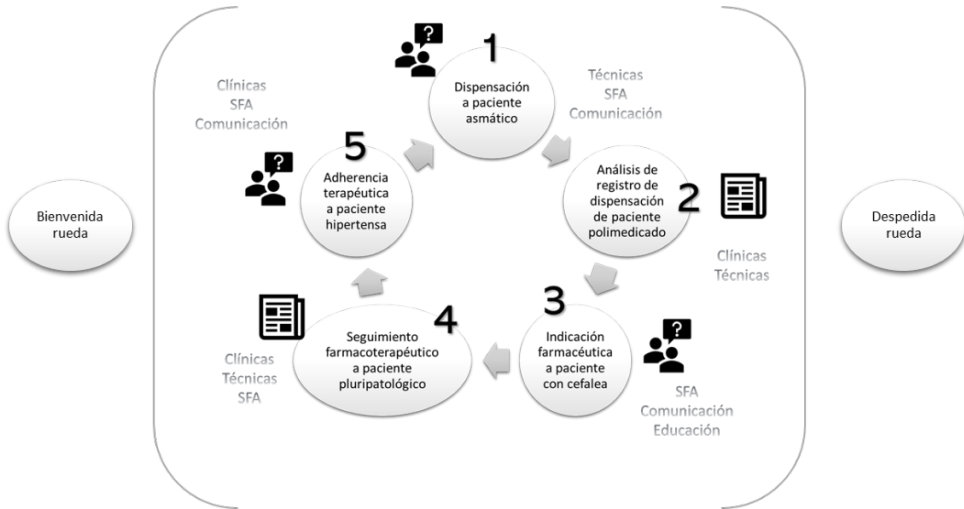 Bienvenida
rueda
1
Dispensación
a paciente
asmático
Técnicas
SFA
Comunicación
2
Análisis de
registro de
dispensación
de paciente
polimedicado
Clínicas
Técnicas
3
Indicación
farmacéutica
a paciente
con cefalea
SFA
Comunicación
Educación
4
Seguimiento
farmacoterapéutico
a paciente
pluripatológico
Clínicas
Técnicas
SFA
5
Adherencia
terapéutica
a paciente
hipertensa
Clínicas
SFA
Comunicación
Despedida
rueda
?
?
?